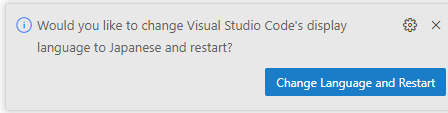 Would you like to change Visual Studio Code's display
language to Japanese and restart?
Change Language and Restart